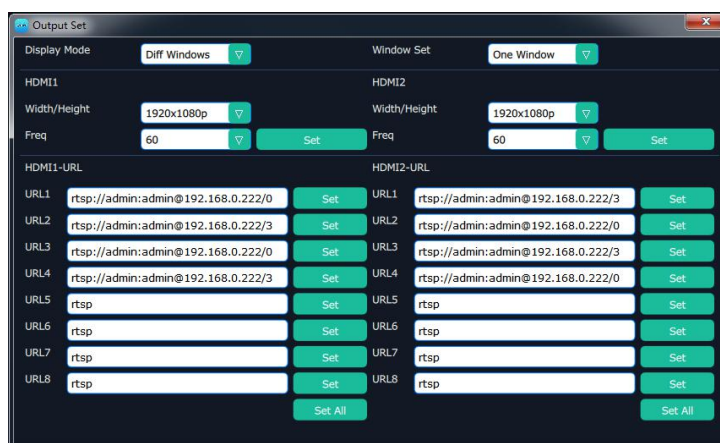 Output Set
Display Mode Diff Windows Window Set One Window
HDMI1 HDMI2
Width/Height 1920x1080p Width/Height 1920x1080p
Freq 60 Set Freq 60 Set
HDMI1-URL HDMI2-URL
URL1 rtsp://admin:admin@192.168.0.222/0 Set URL1 rtsp://admin:admin@192.168.0.222/3 Set
URL2 rtsp://admin:admin@192.168.0.222/3 Set URL2 rtsp://admin:admin@192.168.0.222/0 Set
URL3 rtsp://admin:admin@192.168.0.222/0 Set URL3 rtsp://admin:admin@192.168.0.222/3 Set
URL4 rtsp://admin:admin@192.168.0.222/3 Set URL4 rtsp://admin:admin@192.168.0.222/0 Set
URL5 rtsp Set URL5 rtsp Set
URL6 rtsp Set URL6 rtsp Set
URL7 rtsp Set URL7 rtsp Set
URL8 rtsp Set URL8 rtsp Set
Set All Set All